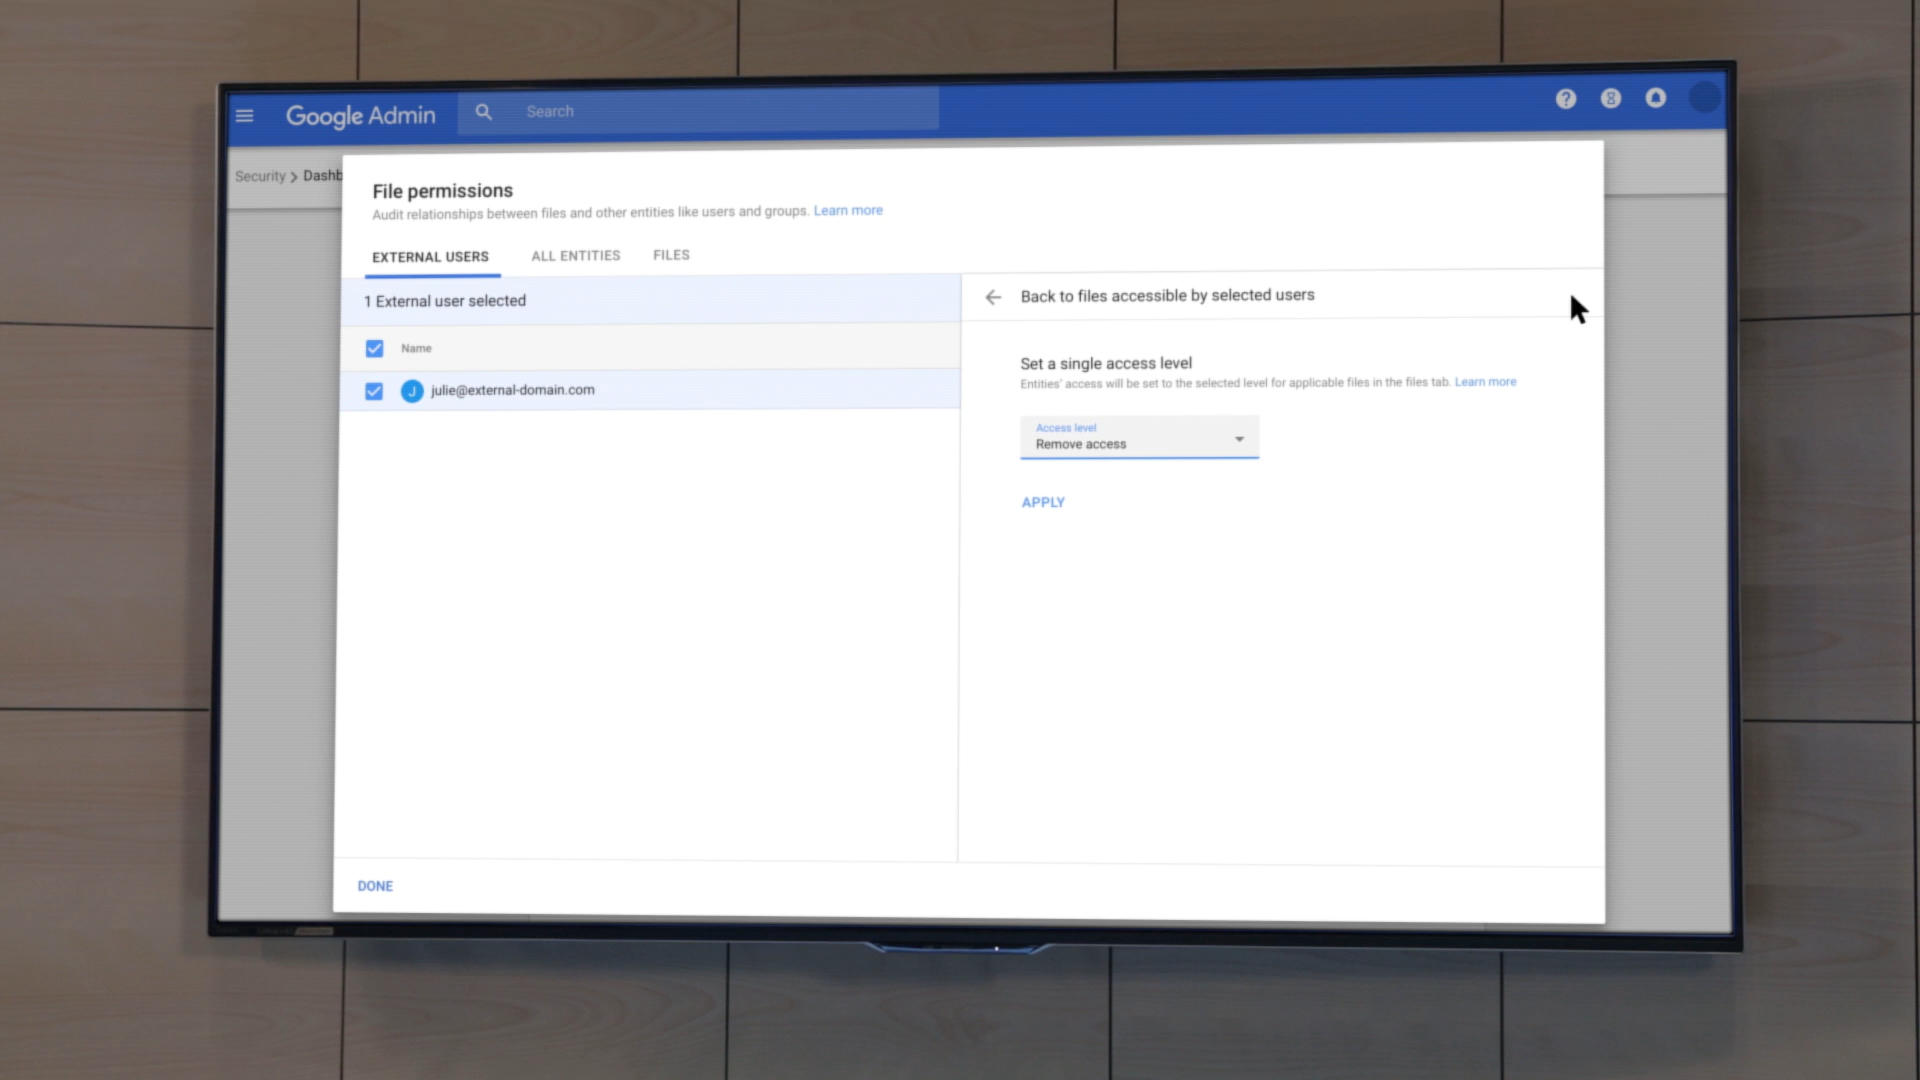 Google Admin
Search
Security > Dashb
File permissions
Audit relationships between files and other entities like users and groups. Learn more
EXTERNAL USERS
ALL ENTITIES
FILES
1 External user selected
Back to files accessible by selected users
Name
J
julie@external-domain.com
Set a single access level
Entities' access will be set to the selected level for applicable files in the files tab. Learn more
Access level
Remove access
APPLY
DONE